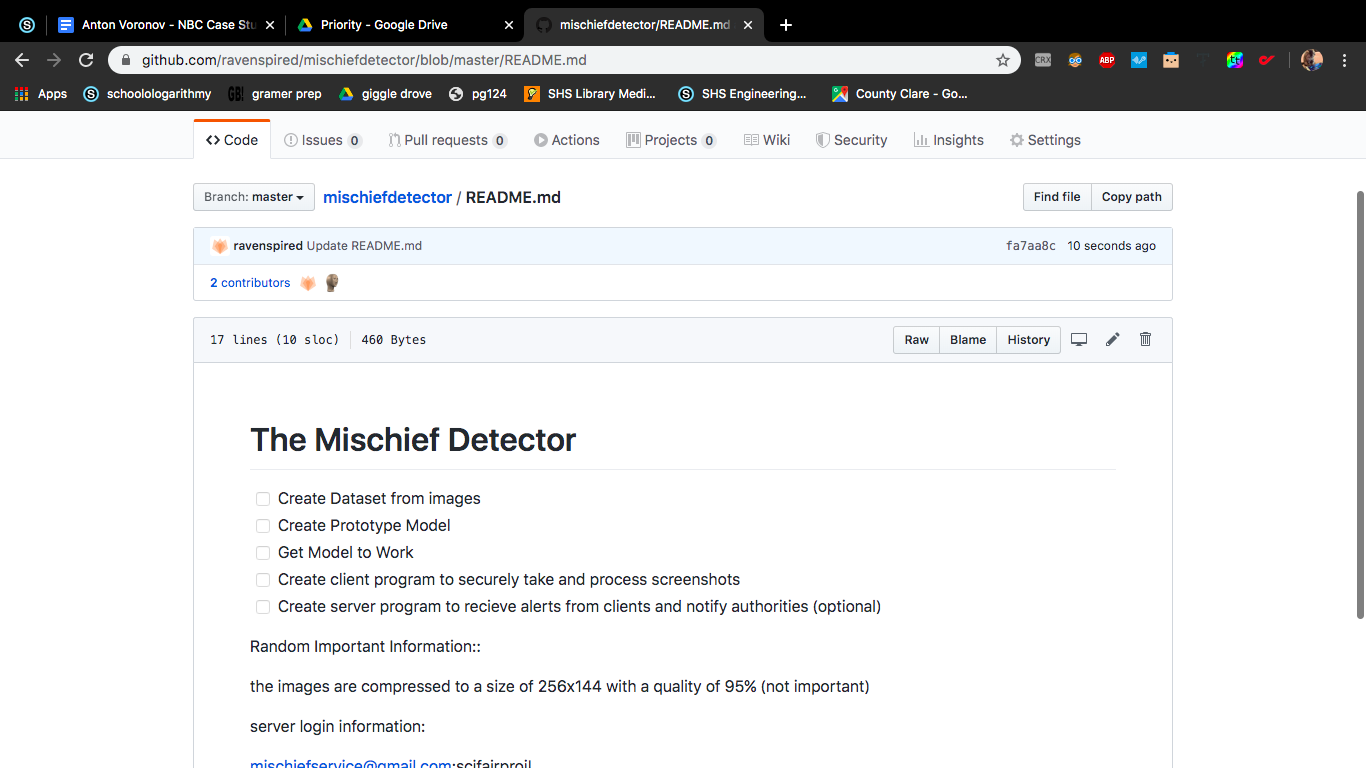 Anton Voronov - NBC Case Stu
Priority - Google Drive
mischiefdetector/README.md
github.com/ravenspired/mischiefdetector/blob/master/README.md
CRX
ABP
Apps
schoolologarithmy
GB!
gramer prep
giggle drove
pg124
SHS Library Medi...
SHS Engineering...
County Clare - Go...
Code
Issues 0
Pull requests 0
Actions
Projects 0
Wiki
Security
Insights
Settings
Branch: master
mischiefdetector / README.md
Find file
Copy path
ravenspired Update README.md
fa7aa8c 10 seconds ago
2 contributors
17 lines (10 sloc)
460 Bytes
Raw
Blame
History
The Mischief Detector
Create Dataset from images
Create Prototype Model
Get Model to Work
Create client program to securely take and process screenshots
Create server program to recieve alerts from clients and notify authorities (optional)
Random Important Information::
the images are compressed to a size of 256x144 with a quality of 95% (not important)
server login information:
mischiefservice@gmail.com: